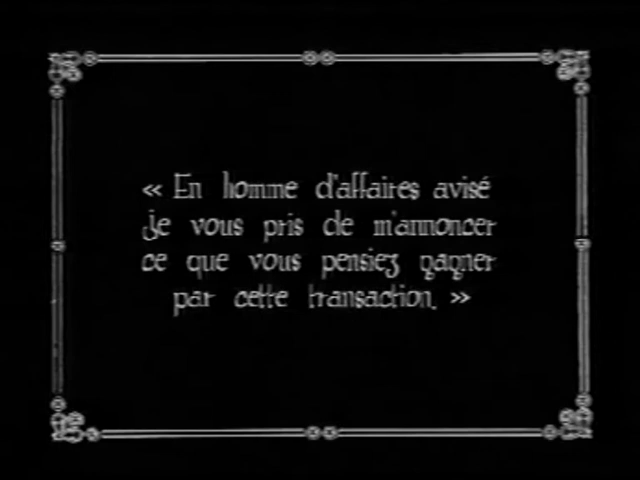 « En homme d'affaires avisé
je vous pris de m'annoncer
ce que vous pensiez gagner
par cette transaction. »